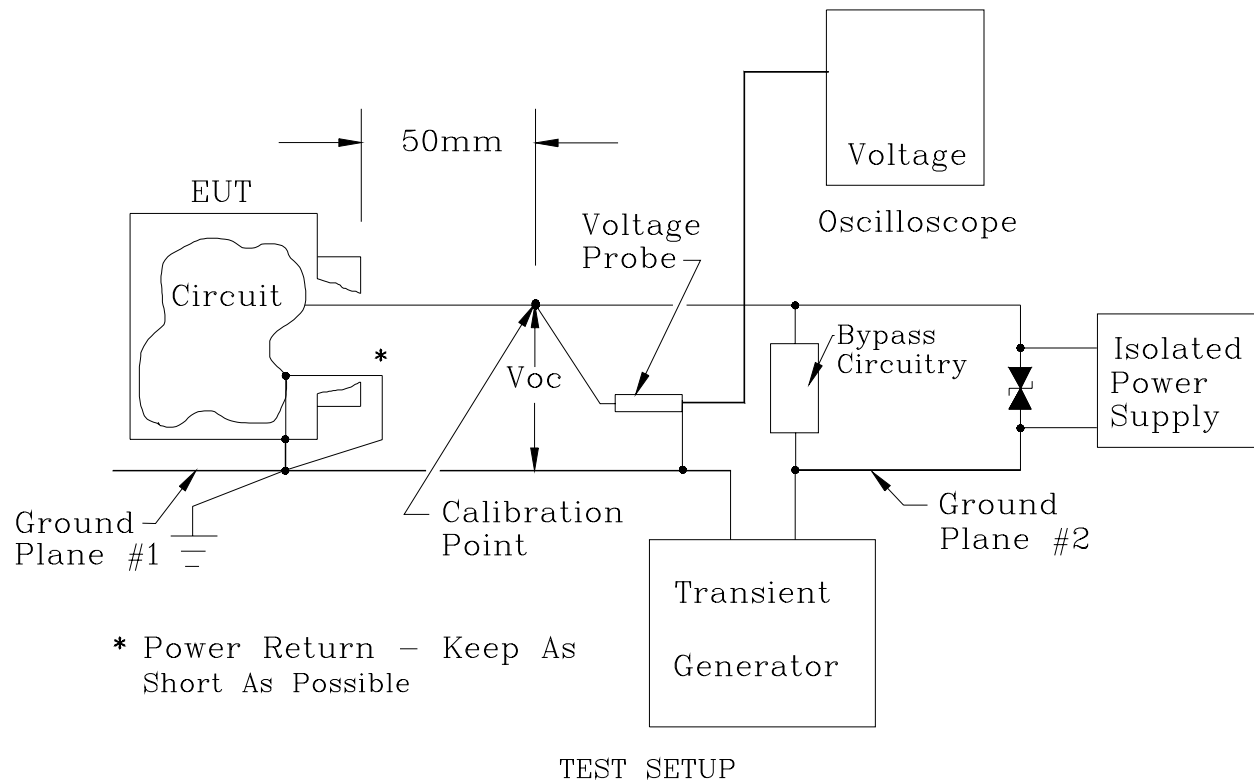 50mm
Voltage
Oscilloscope
EUT
Voltage
Probe
Circuit
*
Voc
Bypass
Circuitry
Isolated
Power
Supply
Ground
Plane #1
Calibration
Point
Ground
Plane #2
Transient
Generator
* Power Return – Keep As
Short As Possible
TEST SETUP